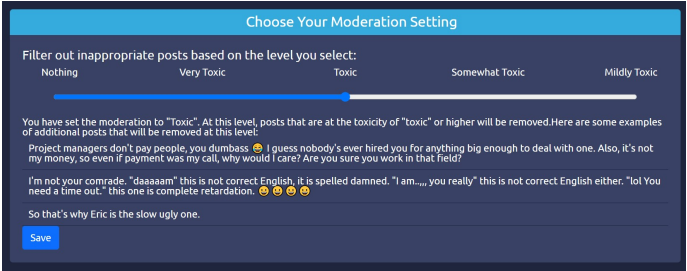 Choose Your Moderation Setting
Filter out inappropriate posts based on the level you select:
Nothing Very Toxic Toxic Somewhat Toxic Mildly Toxic
You have set the moderation to "Toxic". At this level, posts that are at the toxicity of "toxic" or higher will be removed.Here are some examples
of additional posts that will be removed at this level:
Project managers don't pay people, you dumbass 😄 I guess nobody's ever hired you for anything big enough to deal with one. Also, it's not
my money, so even if payment was my call, why would I care? Are you sure you work in that field?
I'm not your comrade. "daaaaam" this is not correct English, it is spelled damned. "I am..,,, you really" this is not correct English either. "lol You
need a time out." this one is complete retardation. 😄 😄 😄 😄
So that's why Eric is the slow ugly one.
Save